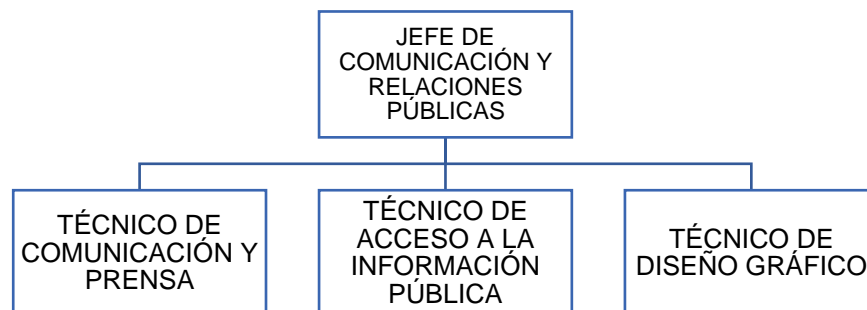 JEFE DE
COMUNICACIÓN Y
RELACIONES
PÚBLICAS
TÉCNICO DE
COMUNICACIÓN Y
PRENSA
TÉCNICO DE
ACCESO A LA
INFORMACIÓN
PÚBLICA
TÉCNICO DE
DISEÑO GRÁFICO